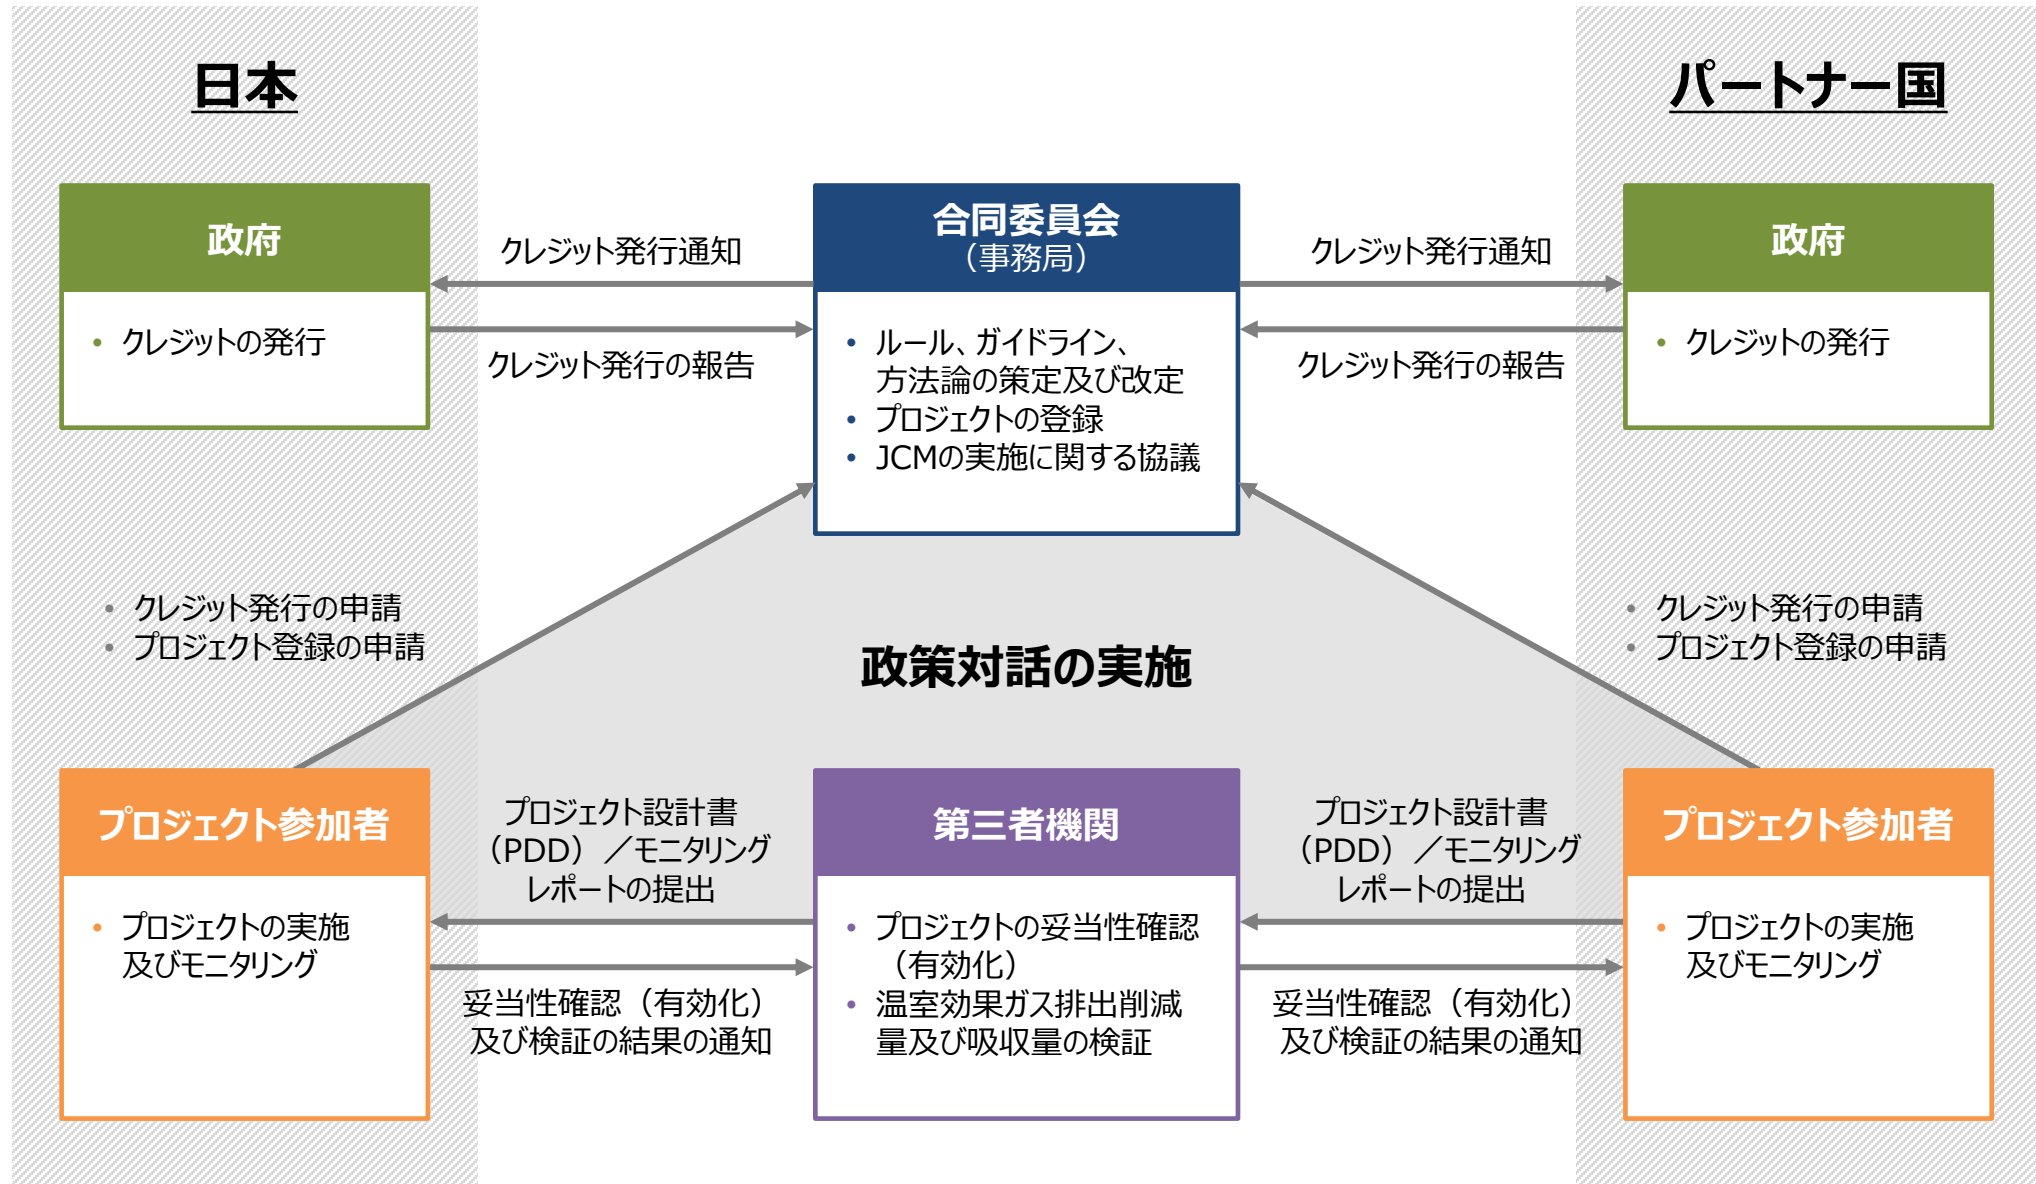 日本
パートナー国
政府
• クレジットの発行
クレジット発行通知
クレジット発行の報告
合同委員会
（事務局）
• ルール、ガイドライン、
方法論の策定及び改定
• プロジェクトの登録
• JCMの実施に関する協議
クレジット発行通知
クレジット発行の報告
政府
• クレジットの発行
• クレジット発行の申請
• プロジェクト登録の申請
政策対話の実施
• クレジット発行の申請
• プロジェクト登録の申請
プロジェクト参加者
• プロジェクトの実施
及びモニタリング
プロジェクト設計書
（PDD）／モニタリング
レポートの提出
妥当性確認（有効化）
及び検証の結果の通知
第三者機関
• プロジェクトの妥当性確認
（有効化）
• 温室効果ガス排出削減
量及び吸収量の検証
プロジェクト設計書
（PDD）／モニタリング
レポートの提出
妥当性確認（有効化）
及び検証の結果の通知
プロジェクト参加者
• プロジェクトの実施
及びモニタリング